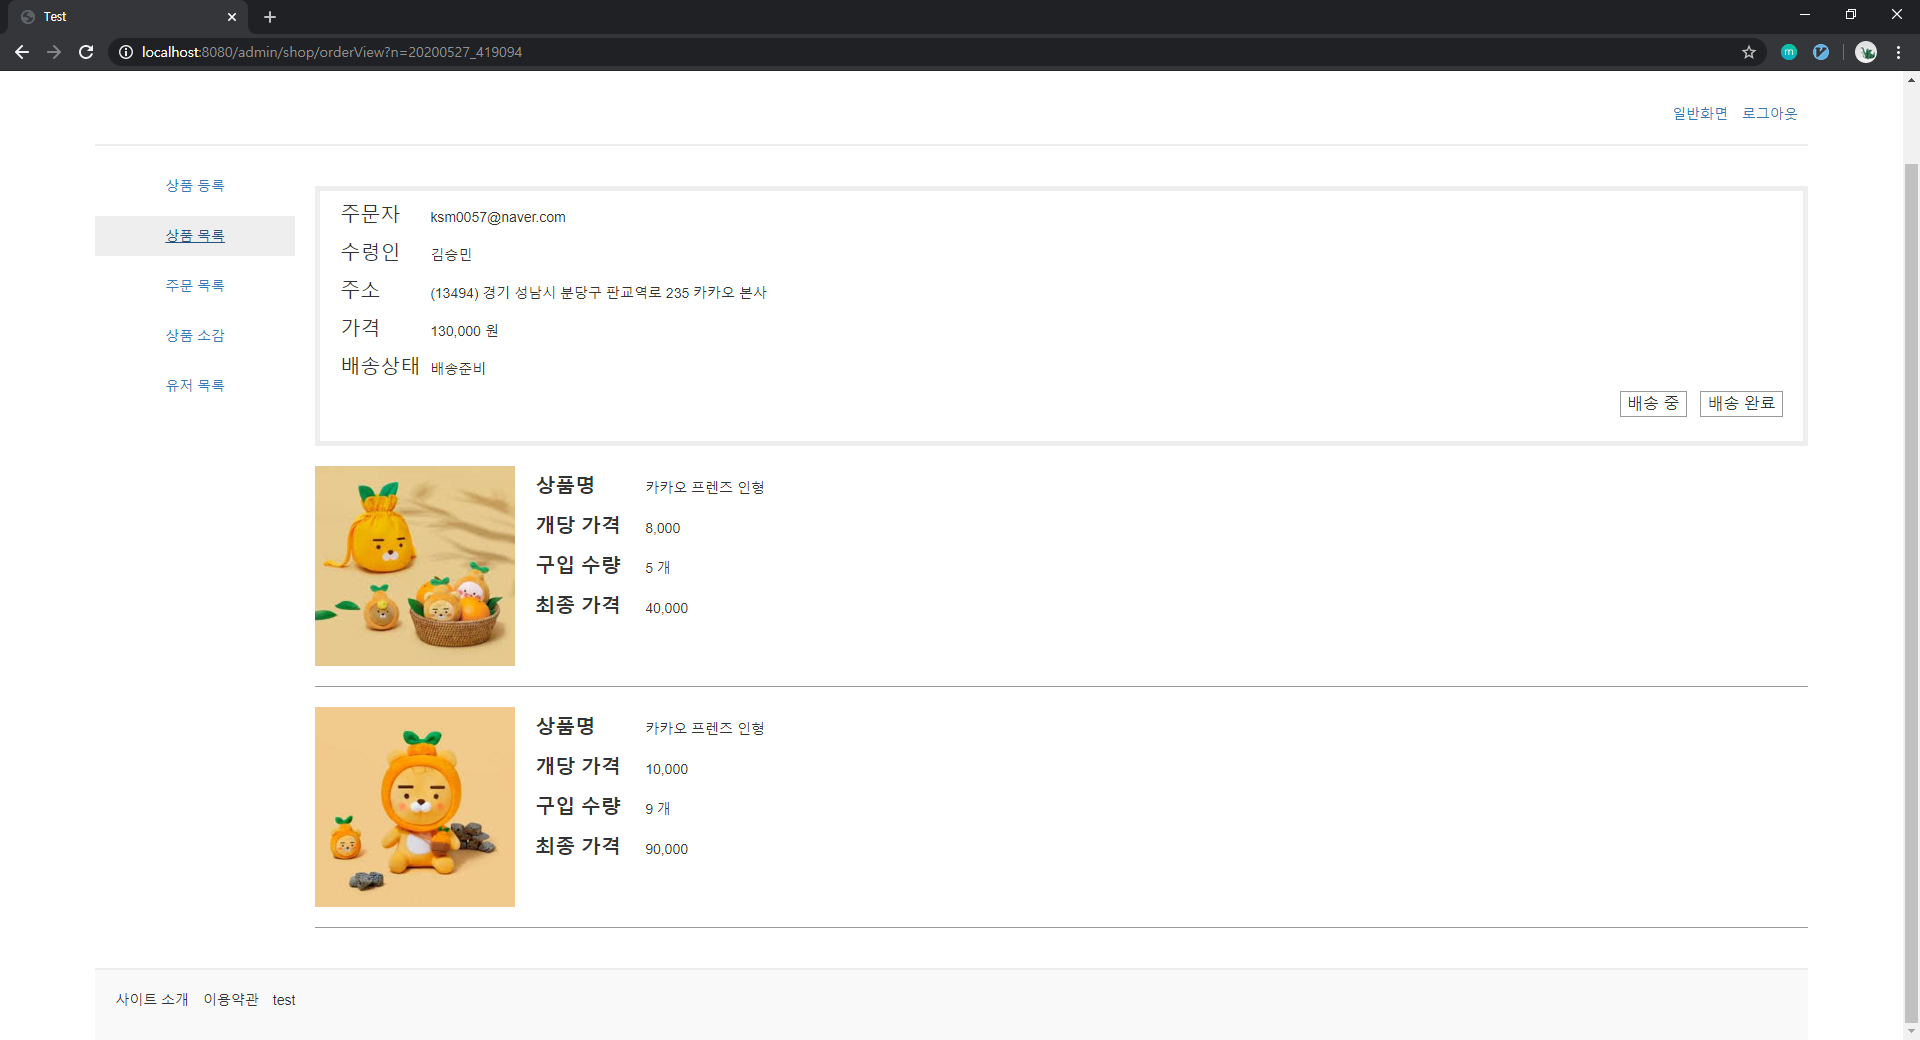 Test
localhost:8080/admin/shop/orderView?n=20200527_419094
m
일반화면 로그아웃
상품 등록
상품 목록
주문 목록
상품 소감
유저 목록
주문자 ksm0057@naver.com
수령인 김승민
주소 (13494) 경기 성남시 분당구 판교역로 235 카카오 본사
가격 130,000 원
배송상태 배송준비
배송 중 배송 완료
상품명 카카오 프렌즈 인형
개당 가격 8,000
구입 수량 5 개
최종 가격 40,000
상품명 카카오 프렌즈 인형
개당 가격 10,000
구입 수량 9 개
최종 가격 90,000
사이트 소개 이용약관 test